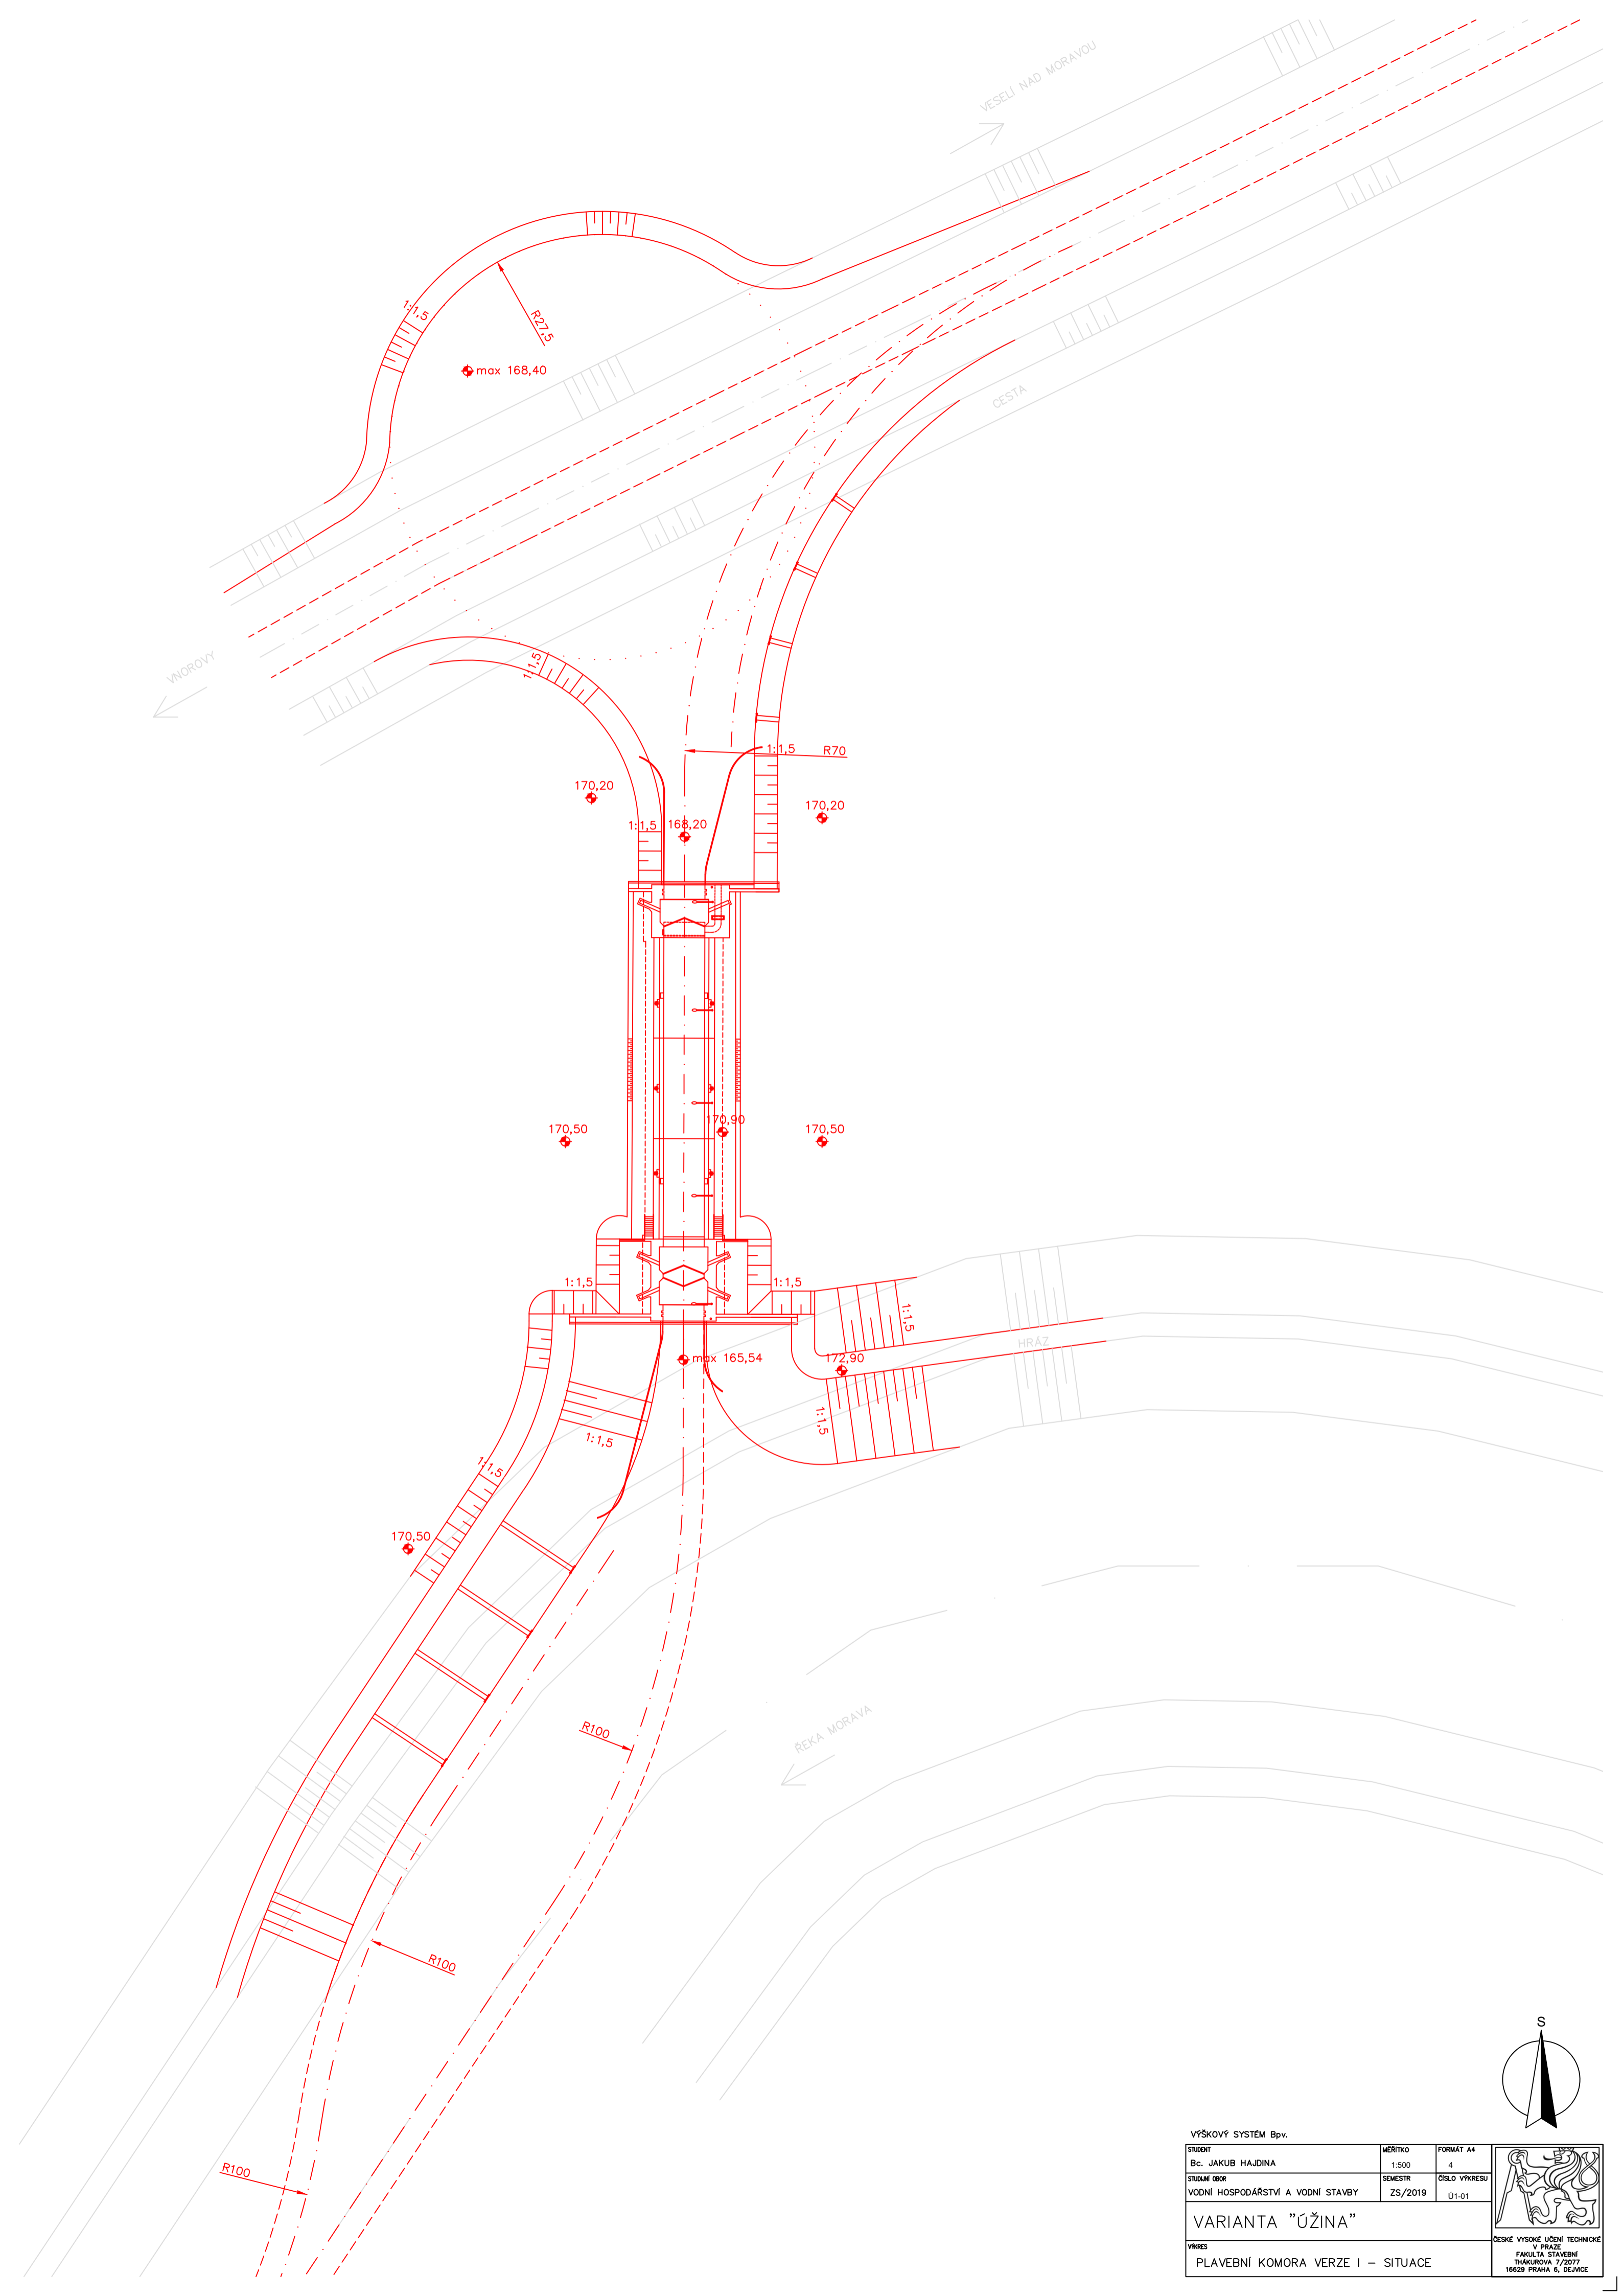 VESELÍ NAD MORAVOU
1:1,5
R27,5
max 168,40
CESTA
VNOROVY
1:1,5
1:1,5
R70
170,20
170,20
1:1,5
168,20
170,90
170,50
170,50
1:1,5
1:1,5
1:1,5
HRÁZ
max 165,54
172,90
1:1,5
1:1,5
1:1,5
170,50
R100
ŘEKA MORAVA
R100
R100
S
VÝŠKOVÝ SYSTÉM Bpv.
STUDENT
MĚŘÍTKO
FORMÁT A4
Bc. JAKUB HAJDINA
1:500
4
STUDIJNÍ OBOR
SEMESTR
ČÍSLO VÝKRESU
VODNÍ HOSPODÁŘSTVÍ A VODNÍ STAVBY
ZS/2019
Ú1-01
VARIANTA "ÚŽINA"
VÝKRES
PLAVEBNÍ KOMORA VERZE I – SITUACE
ČESKÉ VYSOKÉ UČENÍ TECHNICKÉ
V PRAZE
FAKULTA STAVEBNÍ
THÁKUROVA 7/2077
16629 PRAHA 6, DEJVICE